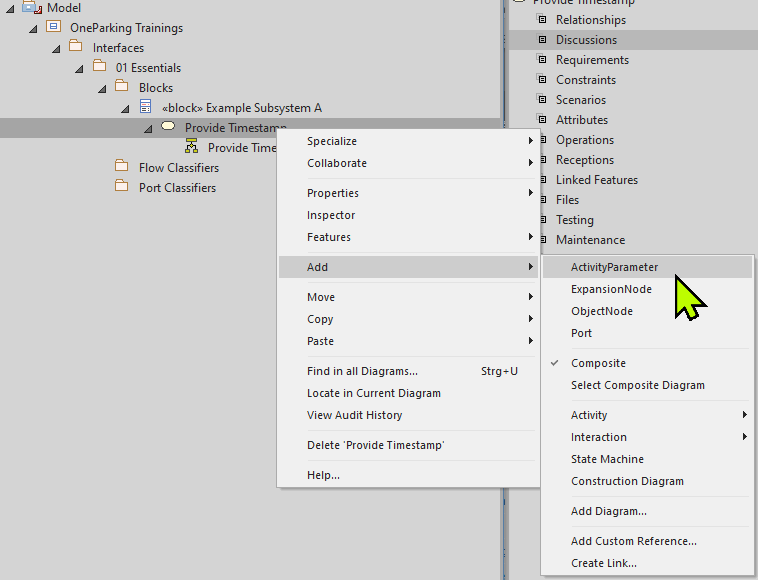 Model
OneParking Trainings
Interfaces
01 Essentials
Blocks
«block» Example Subsystem A
Provide Timestamp
Provide Time
Flow Classifiers
Port Classifiers
Specialize
Collaborate
Properties
Inspector
Features
Add
Move
Copy
Paste
Find in all Diagrams... Strg+U
Locate in Current Diagram
View Audit History
Delete 'Provide Timestamp'
Help...
Provide Timestamp
Relationships
Discussions
Requirements
Constraints
Scenarios
Attributes
Operations
Receptions
Linked Features
Files
Testing
Maintenance
ActivityParameter
ExpansionNode
ObjectNode
Port
Composite
Select Composite Diagram
Activity
Interaction
State Machine
Construction Diagram
Add Diagram...
Add Custom Reference...
Create Link...